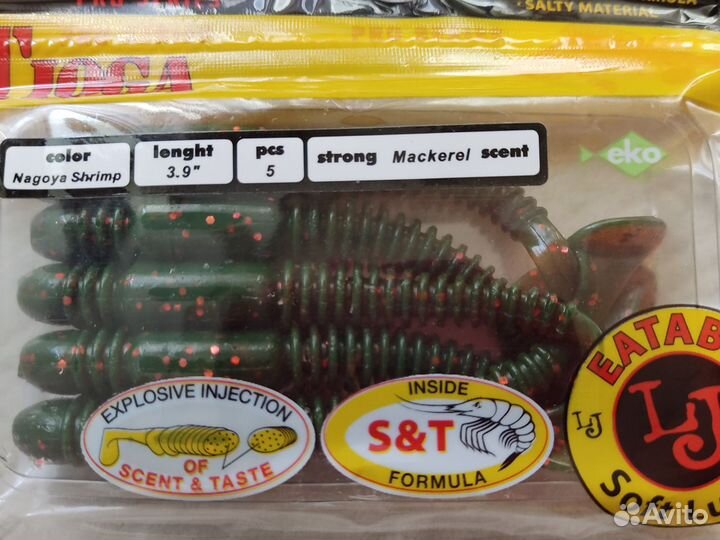 SALTY MATERIAL
TIOGA
color
Nagoya Shrimp
lenght
3.9"
pcs
5
strong Mackerel scent
eko
EXPLOSIVE INJECTION
OF
SCENT & TASTE
INSIDE
S&T
FORMULA
LJ
LJ
Avito